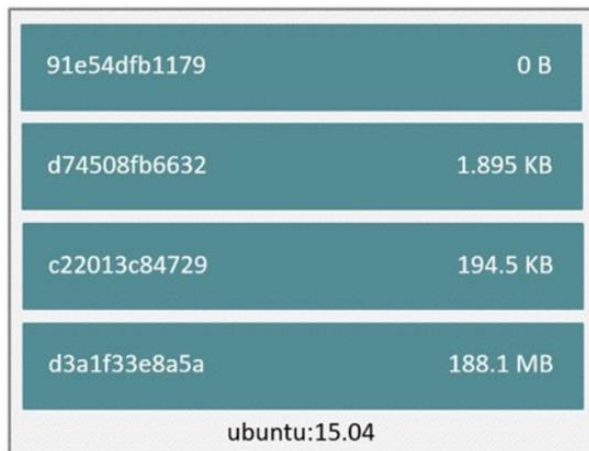 91e54dfb1179 0 B
d74508fb6632 1.895 KB
c22013c84729 194.5 KB
d3a1f33e8a5a 188.1 MB
ubuntu:15.04